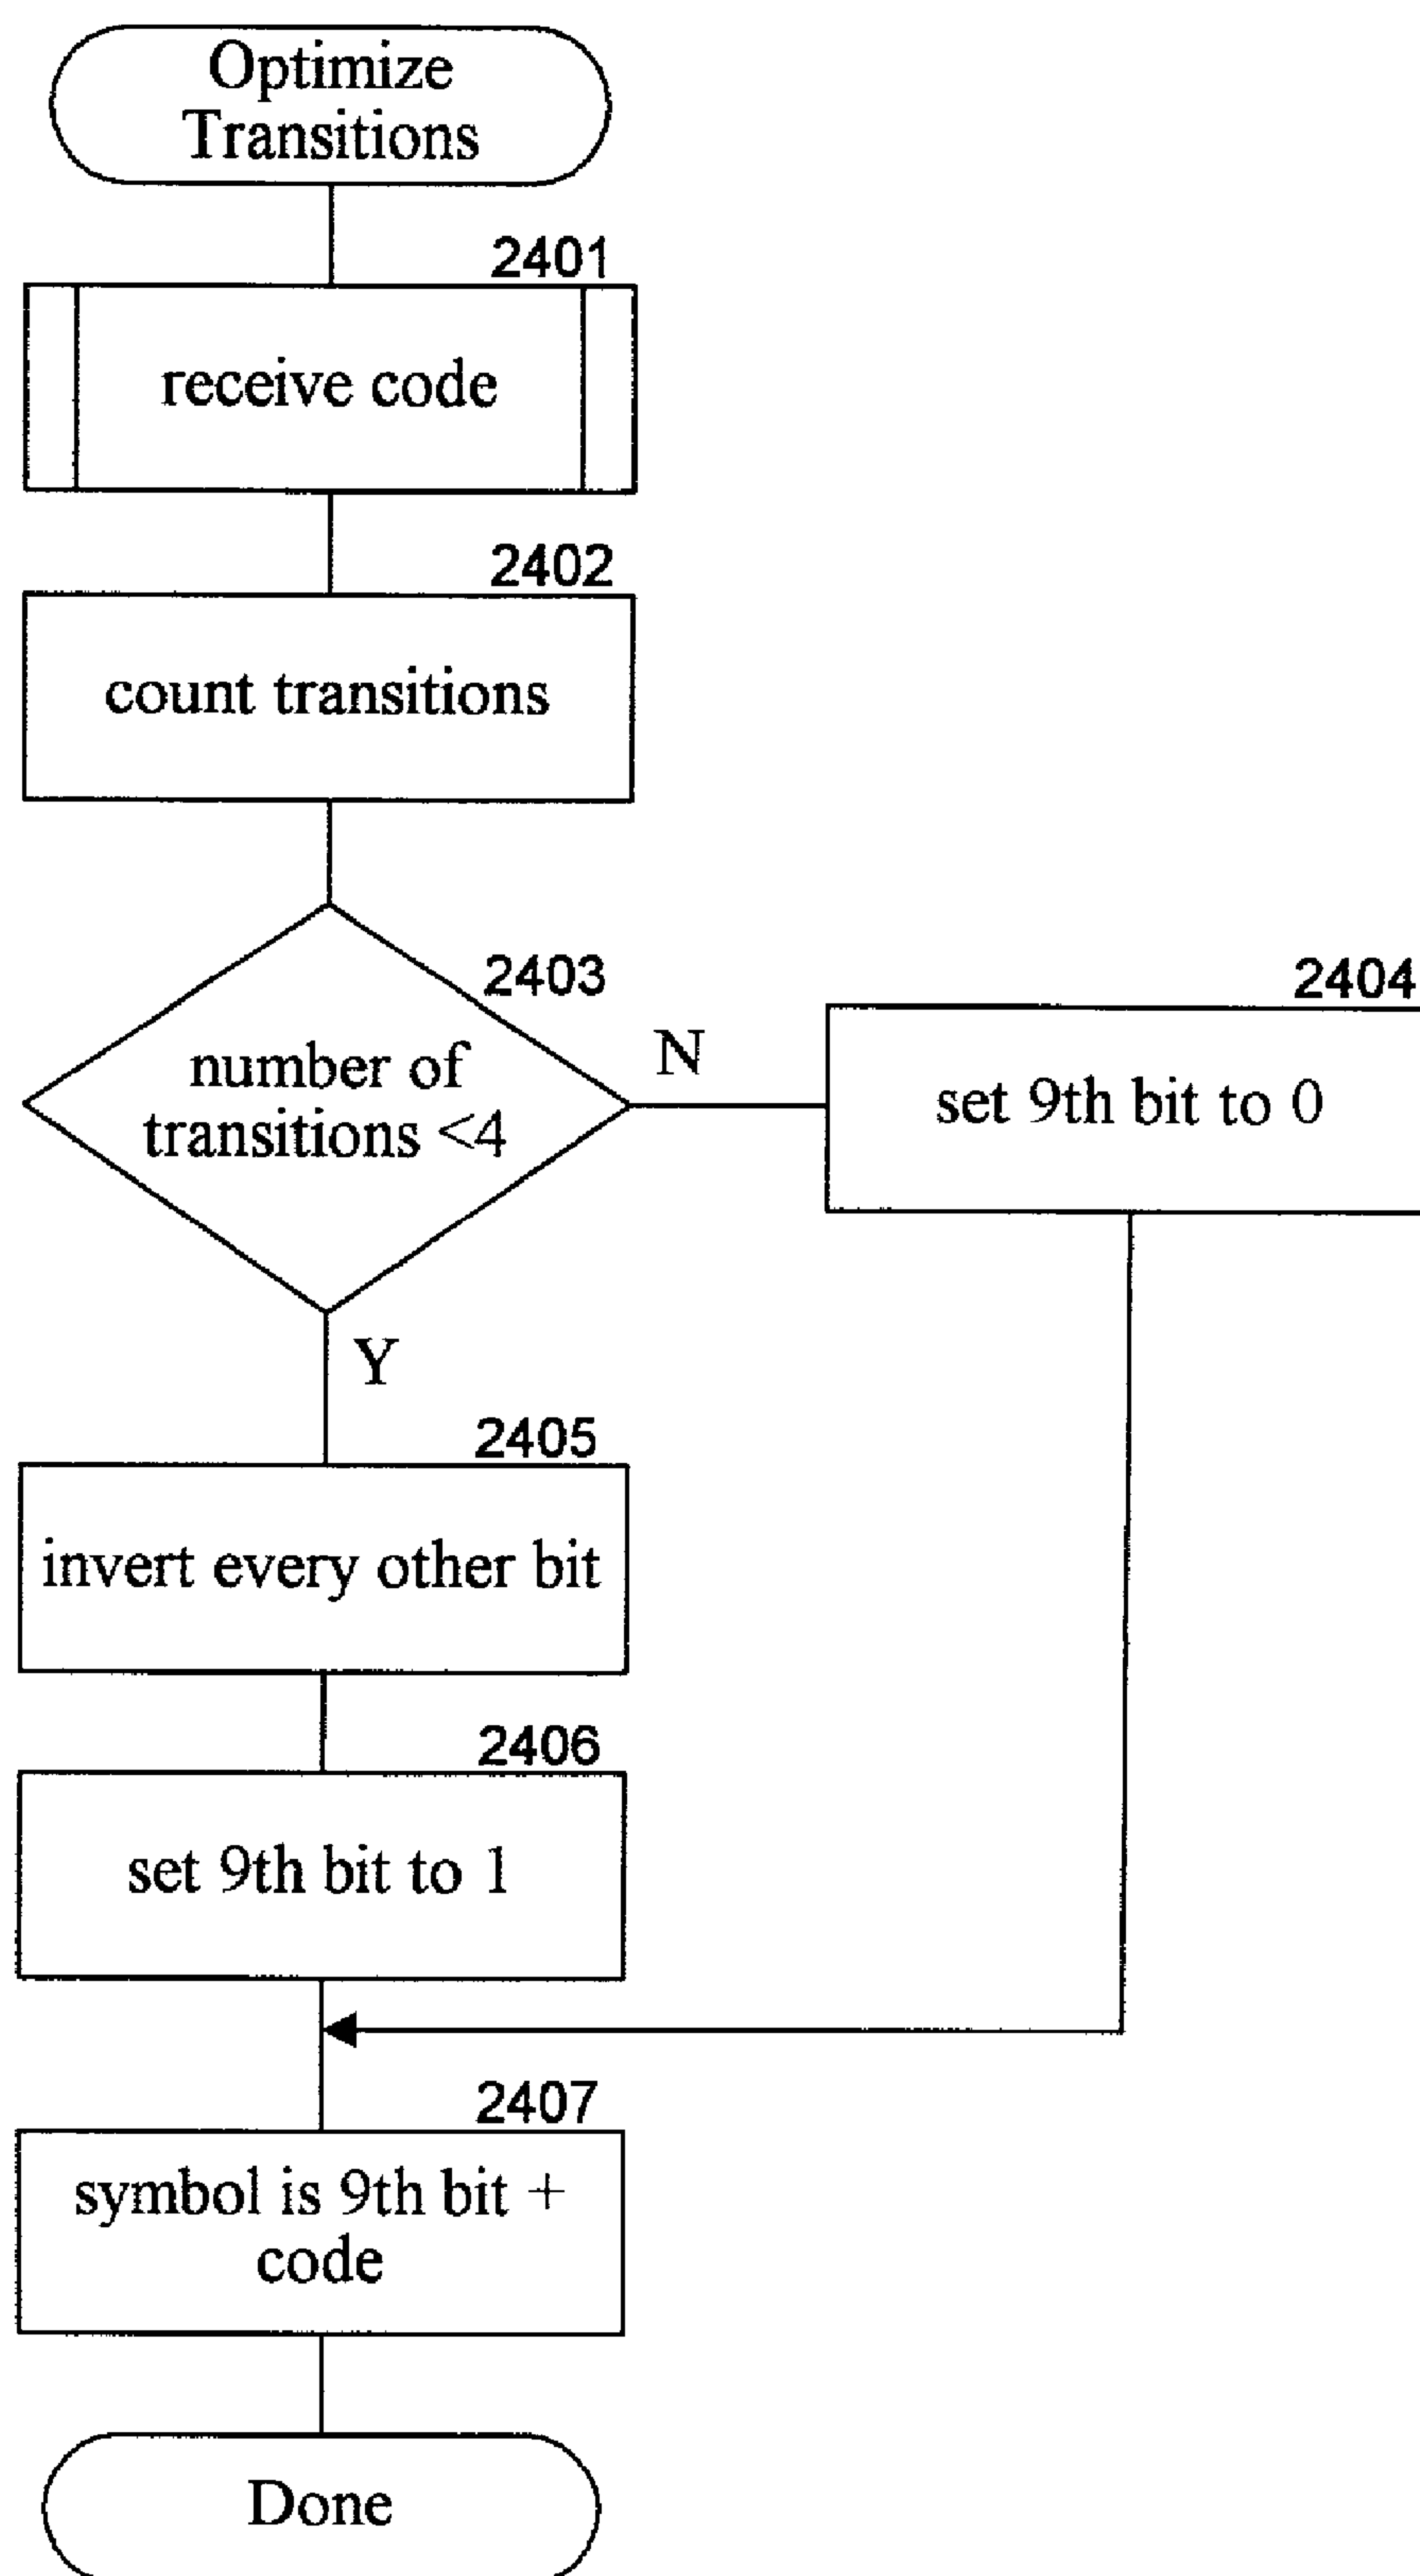 Optimize
Transitions
2401
receive code
2402
count transitions
2403
number of
transitions <4
N
2404
set 9th bit to 0
Y
2405
invert every other bit
2406
set 9th bit to 1
2407
symbol is 9th bit +
code
Done